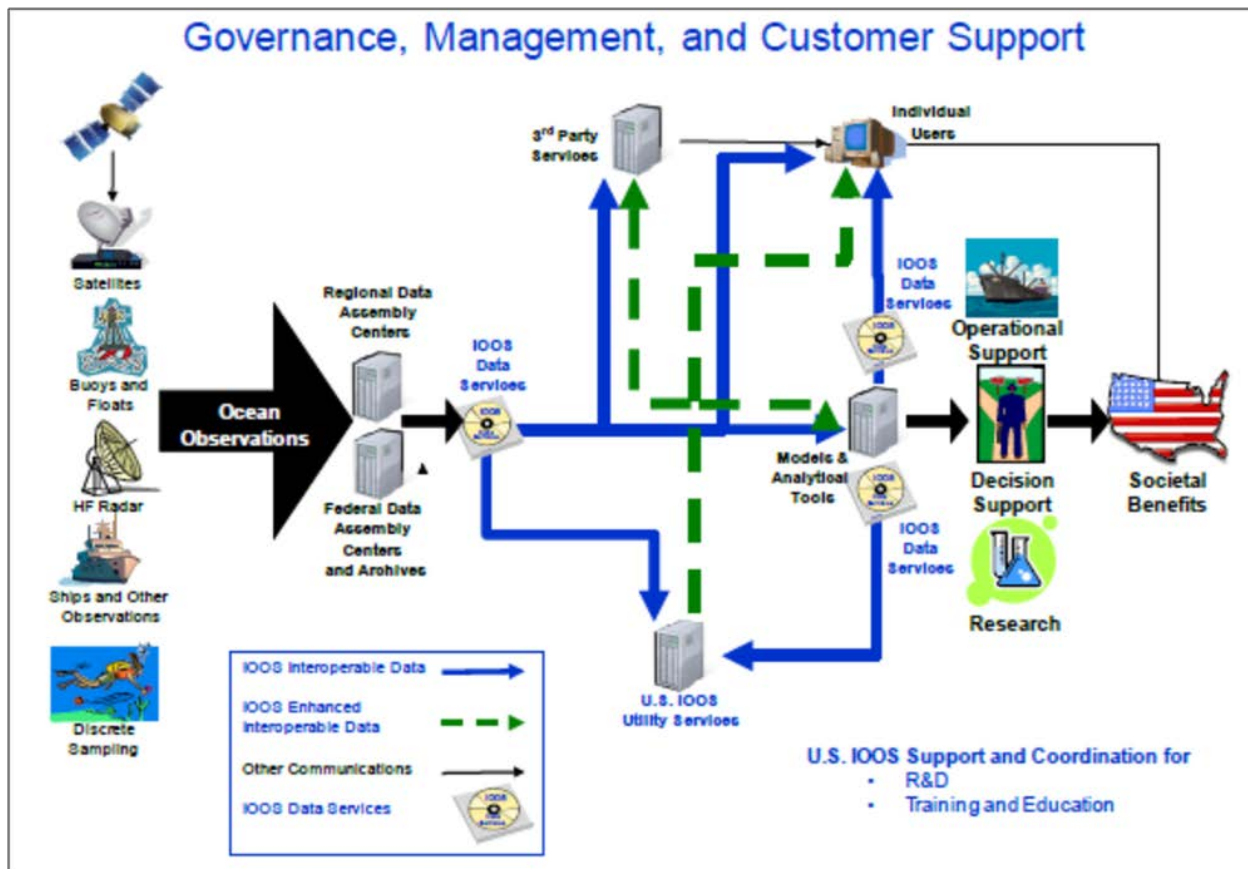 Governance, Management, and Customer Support
Satellites
Buoys and
Floats
HF Radar
Ships and Other
Observations
Discrete
Sampling
Ocean
Observations
Regional Data
Assembly
Centers
Federal Data
Assembly
Centers
and Archives
IOOS
Data
Services
IOOS
3rd Party
Services
Individual
Users
IOOS
Data
Services
IOOS
Models &
Analytical
Tools
IOOS
IOOS
Data
Services
U.S. IOOS
Utility Services
Operational
Support
Decision
Support
Research
Societal
Benefits
IOOS Interoperable Data
IOOS Enhanced
Interoperable Data
Other Communications
IOOS Data Services
IOOS
U.S. IOOS Support and Coordination for
• R&D
• Training and Education